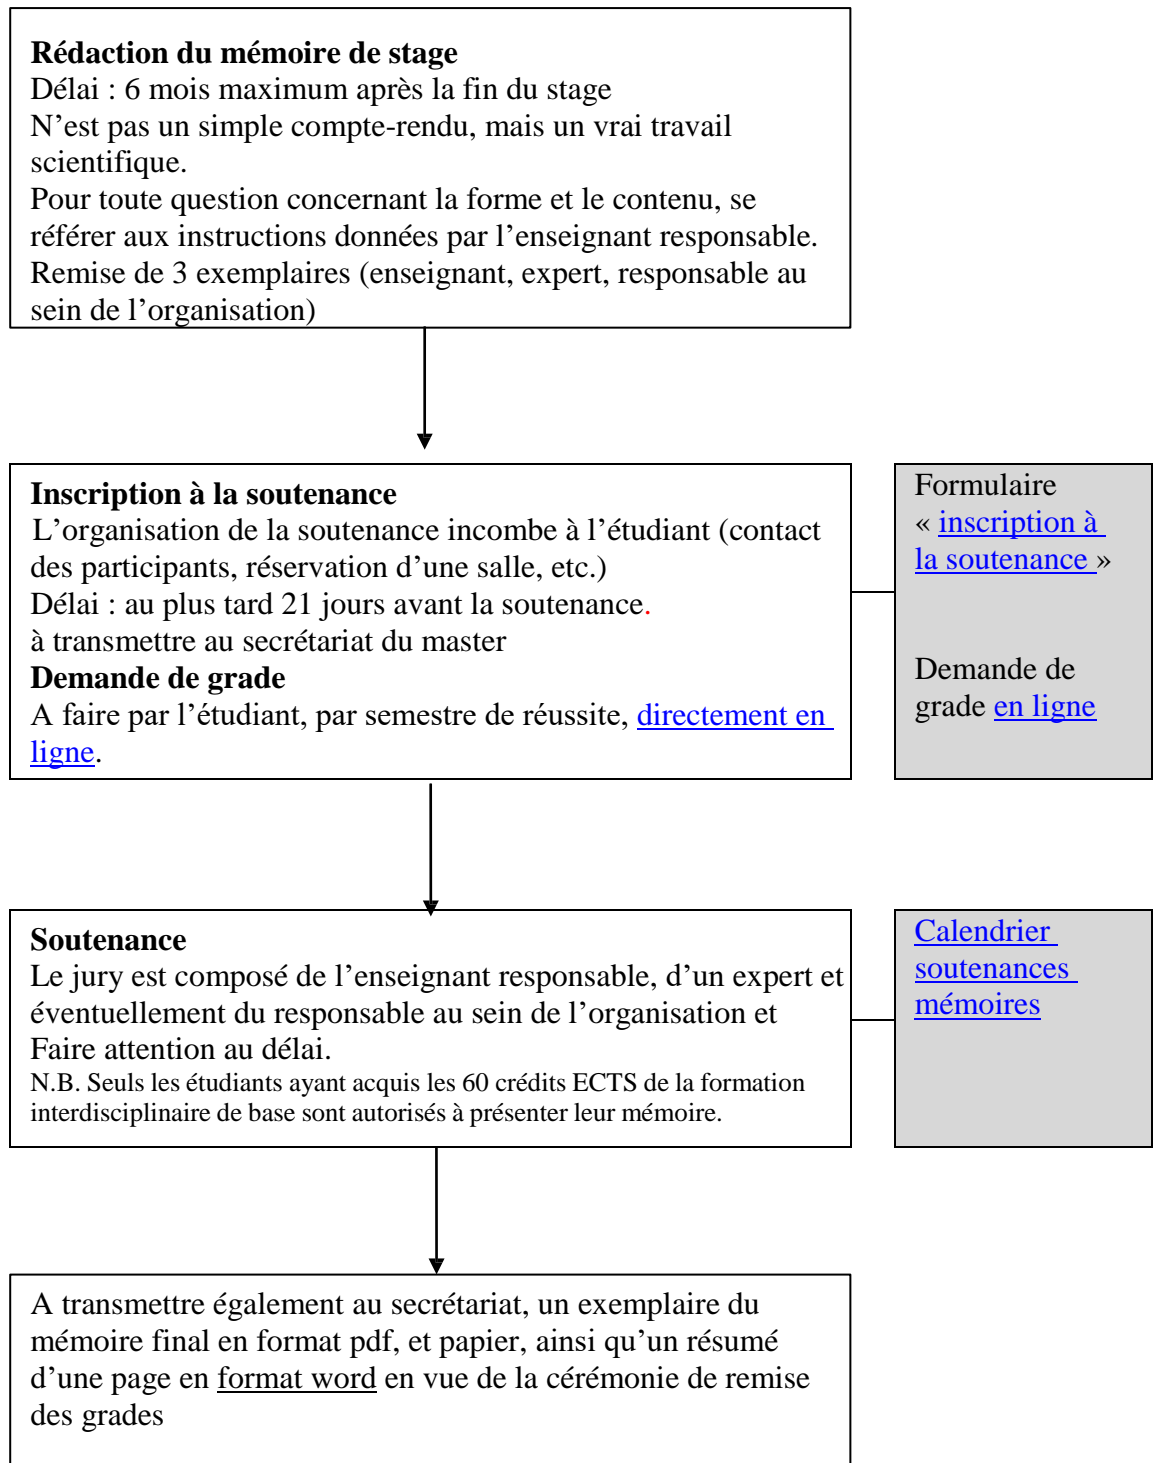 Rédaction du mémoire de stage
Délai : 6 mois maximum après la fin du stage
N’est pas un simple compte-rendu, mais un vrai travail
scientifique.
Pour toute question concernant la forme et le contenu, se
référer aux instructions données par l’enseignant responsable.
Remise de 3 exemplaires (enseignant, expert, responsable au
sein de l’organisation)
Inscription à la soutenance
L’organisation de la soutenance incombe à l’étudiant (contact
des participants, réservation d’une salle, etc.)
Délai : au plus tard 21 jours avant la soutenance.
à transmettre au secrétariat du master
Demande de grade
A faire par l’étudiant, par semestre de réussite, directement en
ligne.
Formulaire
« inscription à
la soutenance »
Demande de
grade en ligne
Soutenance
Le jury est composé de l’enseignant responsable, d’un expert et
éventuellement du responsable au sein de l’organisation et
Faire attention au délai.
N.B. Seuls les étudiants ayant acquis les 60 crédits ECTS de la formation
interdisciplinaire de base sont autorisés à présenter leur mémoire.
Calendrier
soutenances
mémoires
A transmettre également au secrétariat, un exemplaire du
mémoire final en format pdf, et papier, ainsi qu’un résumé
d’une page en format word en vue de la cérémonie de remise
des grades